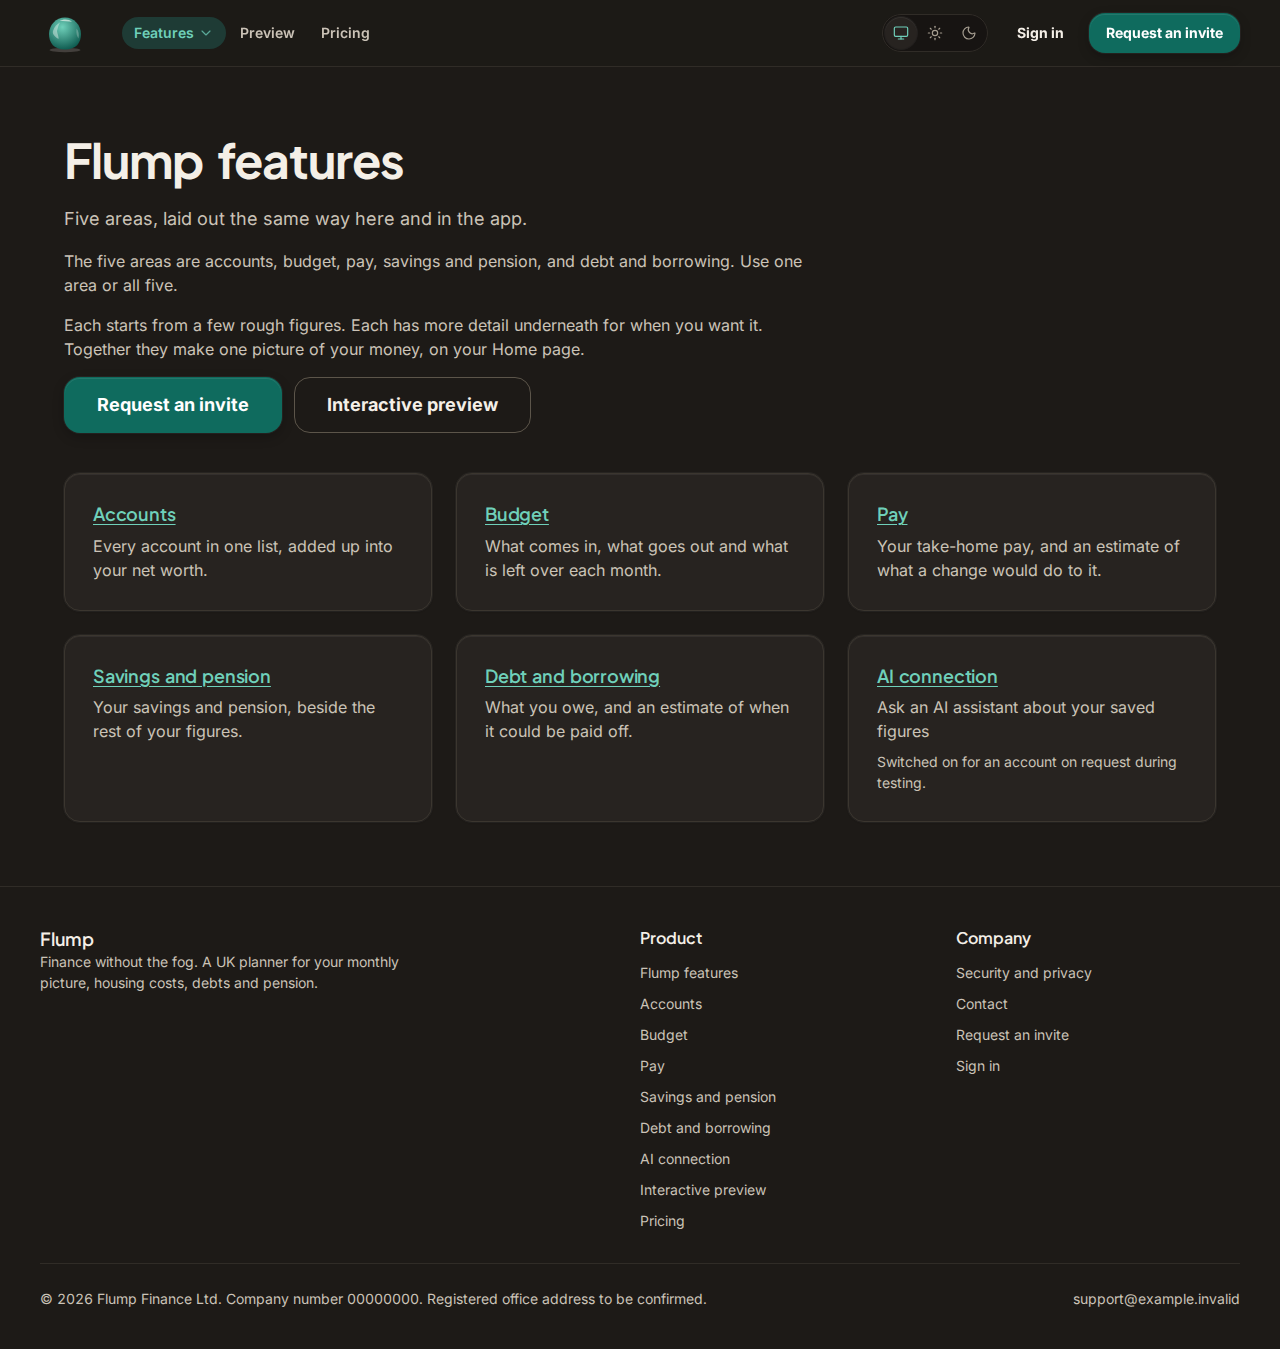 Features
Preview
Pricing
Sign in
Request an invite
Flump features
Five areas, laid out the same way here and in the app.
The five areas are accounts, budget, pay, savings and pension, and debt and borrowing. Use one
area or all five.
Each starts from a few rough figures. Each has more detail underneath for when you want it.
Together they make one picture of your money, on your Home page.
Request an invite
Interactive preview
Accounts
Every account in one list, added up into
your net worth.
Budget
What comes in, what goes out and what
is left over each month.
Pay
Your take-home pay, and an estimate of
what a change would do to it.
Savings and pension
Your savings and pension, beside the
rest of your figures.
Debt and borrowing
What you owe, and an estimate of when
it could be paid off.
AI connection
Ask an AI assistant about your saved
figures
Switched on for an account on request during
testing.
Flump
Finance without the fog. A UK planner for your monthly
picture, housing costs, debts and pension.
Product
Flump features
Accounts
Budget
Pay
Savings and pension
Debt and borrowing
AI connection
Interactive preview
Pricing
Company
Security and privacy
Contact
Request an invite
Sign in
© 2026 Flump Finance Ltd. Company number 00000000. Registered office address to be confirmed.
support@example.invalid